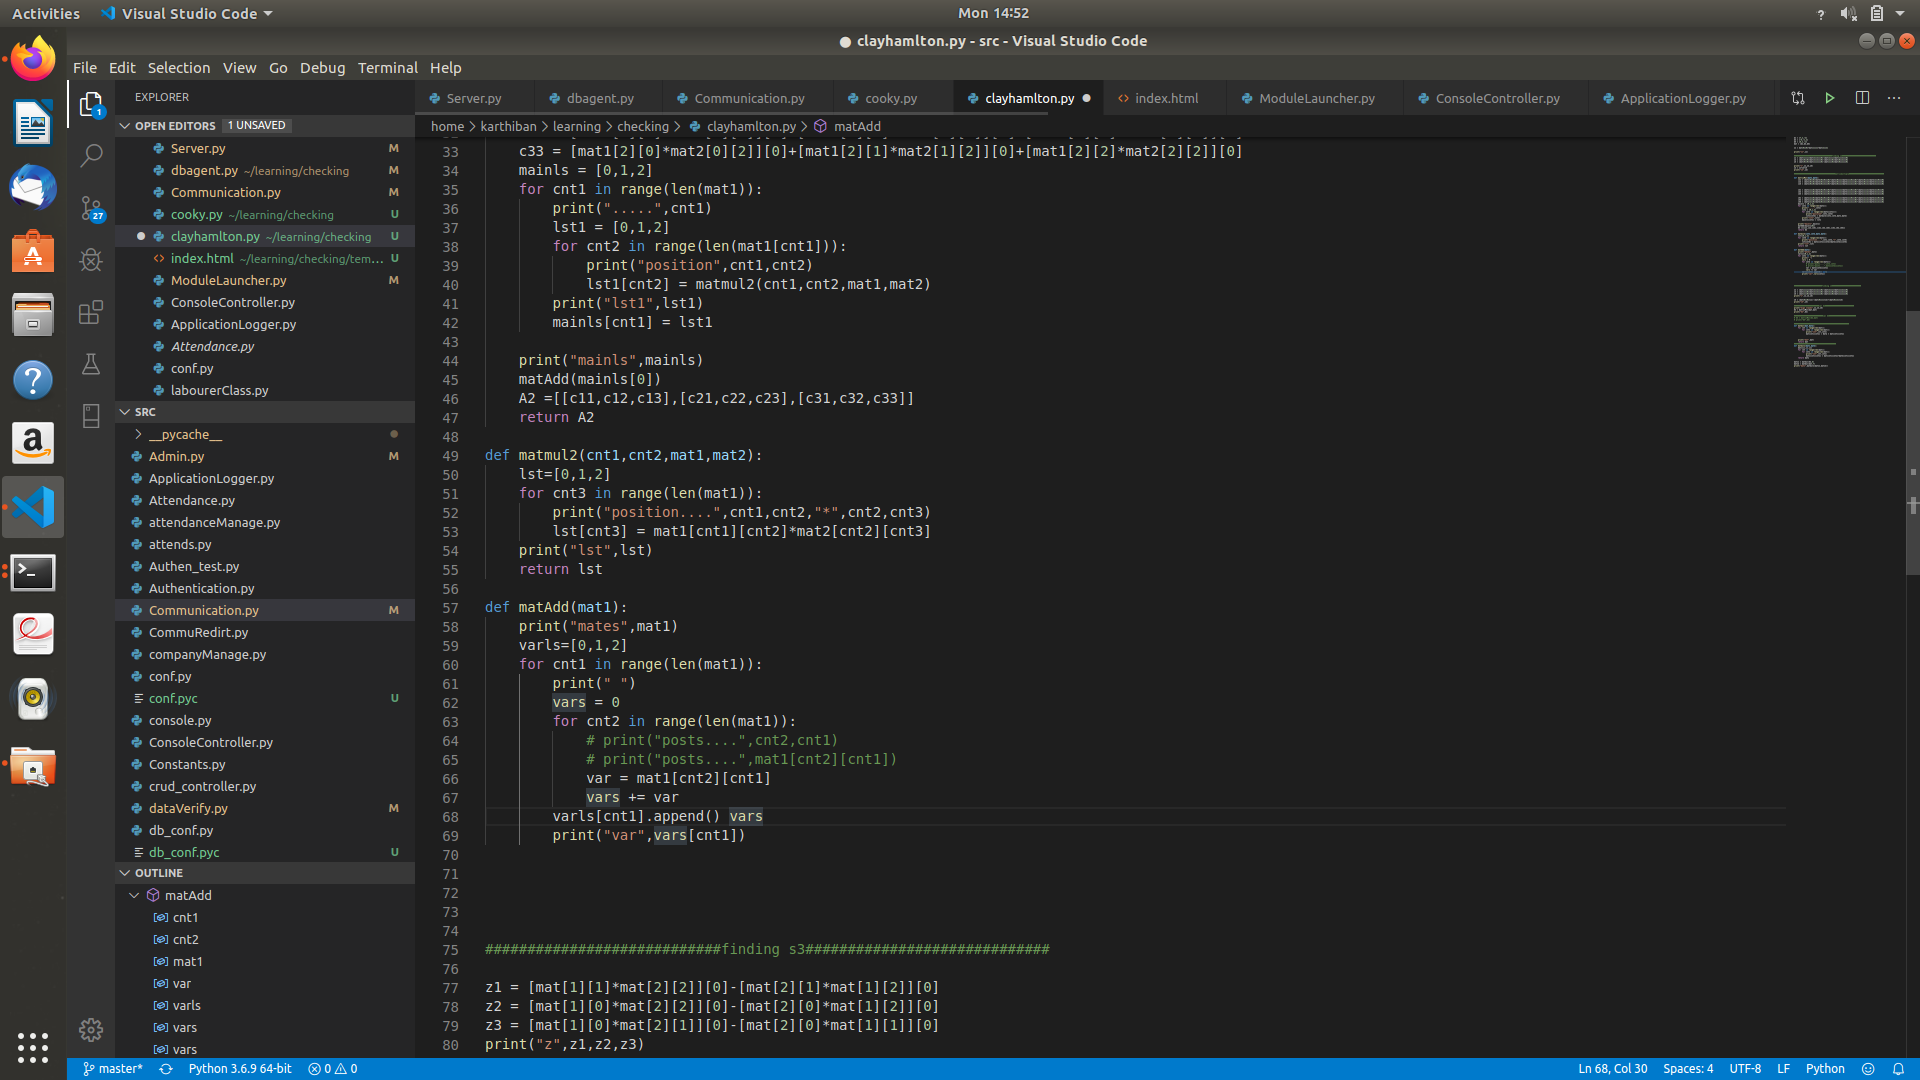 Activities
Visual Studio Code
Mon 14:52
clayhamlton.py - src - Visual Studio Code
File Edit Selection View Go Debug Terminal Help
EXPLORER
OPEN EDITORS 1 UNSAVED
Server.py M
dbagent.py ~/learning/checking M
Communication.py M
cooky.py ~/learning/checking U
clayhamlton.py ~/learning/checking U
index.html ~/learning/checking/tem... U
ModuleLauncher.py M
ConsoleController.py
ApplicationLogger.py
Attendance.py
conf.py
labourerClass.py
SRC
__pycache__
Admin.py M
ApplicationLogger.py
Attendance.py
attendanceManage.py
attends.py
Authen_test.py
Authentication.py
Communication.py M
CommuRedirt.py
companyManage.py
conf.py
conf.pyc U
console.py
ConsoleController.py
Constants.py
crud_controller.py
dataVerify.py M
db_conf.py
db_conf.pyc U
OUTLINE
matAdd
cnt1
cnt2
mat1
var
varls
vars
vars
1
27
Server.py dbagent.py Communication.py cooky.py clayhamlton.py index.html ModuleLauncher.py ConsoleController.py ApplicationLogger.py
home > karthiban > learning > checking > clayhamlton.py > matAdd
33 c33 = [mat1[2][0]*mat2[0][2]][0]+[mat1[2][1]*mat2[1][2]][0]+[mat1[2][2]*mat2[2][2]][0]
34 mainls = [0,1,2]
35 for cnt1 in range(len(mat1)):
36 print(".....",cnt1)
37 lst1 = [0,1,2]
38 for cnt2 in range(len(mat1[cnt1])):
39 print("position",cnt1,cnt2)
40 lst1[cnt2] = matmul2(cnt1,cnt2,mat1,mat2)
41 print("lst1",lst1)
42 mainls[cnt1] = lst1
43
44 print("mainls",mainls)
45 matAdd(mainls[0])
46 A2 =[[c11,c12,c13],[c21,c22,c23],[c31,c32,c33]]
47 return A2
48
49 def matmul2(cnt1,cnt2,mat1,mat2):
50 lst=[0,1,2]
51 for cnt3 in range(len(mat1)):
52 print("position....",cnt1,cnt2,"*",cnt2,cnt3)
53 lst[cnt3] = mat1[cnt1][cnt2]*mat2[cnt2][cnt3]
54 print("lst",lst)
55 return lst
56
57 def matAdd(mat1):
58 print("mates",mat1)
59 varls=[0,1,2]
60 for cnt1 in range(len(mat1)):
61 print(" ")
62 vars = 0
63 for cnt2 in range(len(mat1)):
64 # print("posts....",cnt2,cnt1)
65 # print("posts....",mat1[cnt2][cnt1])
66 var = mat1[cnt2][cnt1]
67 vars += var
68 varls[cnt1].append() vars
69 print("var",vars[cnt1])
70
71
72
73
74
75 ############################finding s3#############################
76
77 z1 = [mat[1][1]*mat[2][2]][0]-[mat[2][1]*mat[1][2]][0]
78 z2 = [mat[1][0]*mat[2][2]][0]-[mat[2][0]*mat[1][2]][0]
79 z3 = [mat[1][0]*mat[2][1]][0]-[mat[2][0]*mat[1][1]][0]
80 print("z",z1,z2,z3)
master* Python 3.6.9 64-bit 0 0 Ln 68, Col 30 Spaces: 4 UTF-8 LF Python